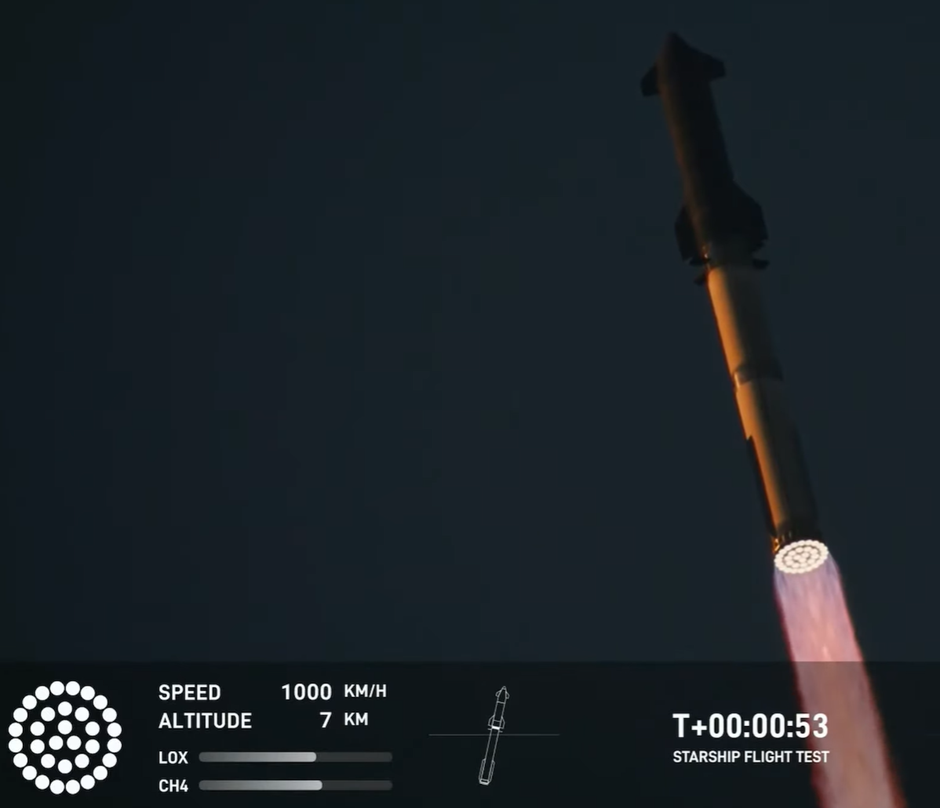 SPEED 1000 KM/H
ALTITUDE 7 KM
LOX
CH4
T+00:00:53
STARSHIP FLIGHT TEST